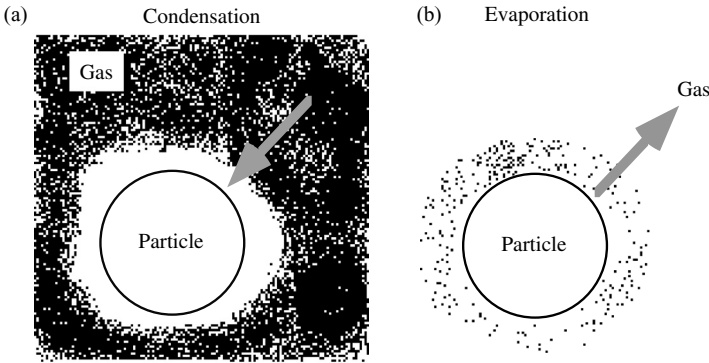 (a) Condensation
Gas
Particle
(b) Evaporation
Gas
Particle